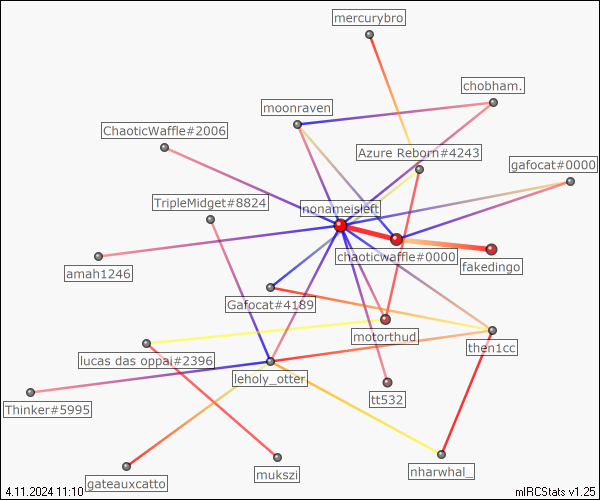 mercurybro
chobham.
moonraven
ChaoticWaffle#2006
Azure Reborn#4243
gafocat#0000
TripleMidget#8824
nonameisleft
chaoticwaffle#0000
fakedingo
amah1246
Gafocat#4189
motorthud
then1cc
lucas das oppai#2396
leholy_otter
tt532
Thinker#5995
mukszi
nharwhal_
gateauxcatto
4.11.2024 11:10
mIRCStats v1.25